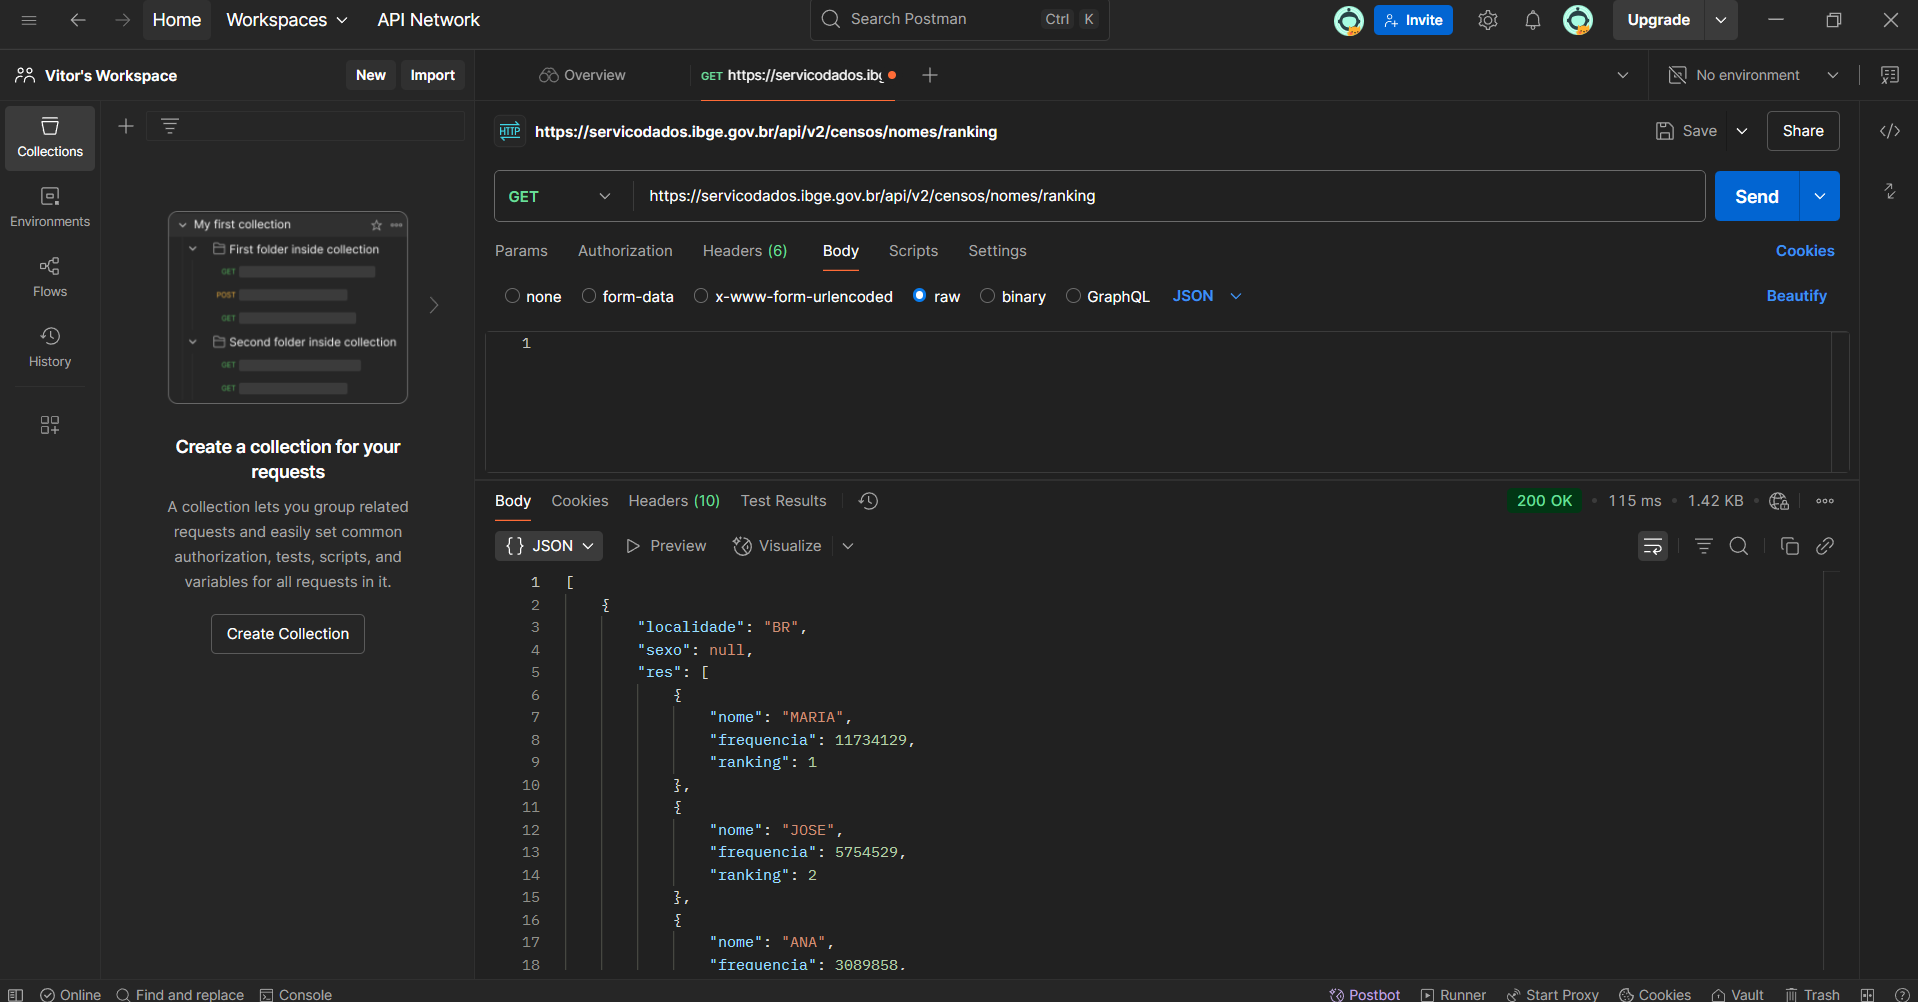 Home Workspaces API Network Search Postman Ctrl K Invite Upgrade
Vitor's Workspace New Import Overview GET https://servicodados.ibg No environment
Collections
Environments
Flows
History
My first collection
First folder inside collection
GET
POST
GET
Second folder inside collection
GET
GET
Create a collection for your
requests
A collection lets you group related
requests and easily set common
authorization, tests, scripts, and
variables for all requests in it.
Create Collection
HTTP https://servicodados.ibge.gov.br/api/v2/censos/nomes/ranking Save Share
GET https://servicodados.ibge.gov.br/api/v2/censos/nomes/ranking Send
Params Authorization Headers (6) Body Scripts Settings Cookies
none form-data x-www-form-urlencoded raw binary GraphQL JSON Beautify
1
Body Cookies Headers (10) Test Results 200 OK 115 ms 1.42 KB
{} JSON Preview Visualize
1 [
2 {
3 "localidade": "BR",
4 "sexo": null,
5 "res": [
6 {
7 "nome": "MARIA",
8 "frequencia": 11734129,
9 "ranking": 1
10 },
11 {
12 "nome": "JOSE",
13 "frequencia": 5754529,
14 "ranking": 2
15 },
16 {
17 "nome": "ANA",
18 "frequencia": 3089858,
Online Find and replace Console Postbot Runner Start Proxy Cookies Vault Trash